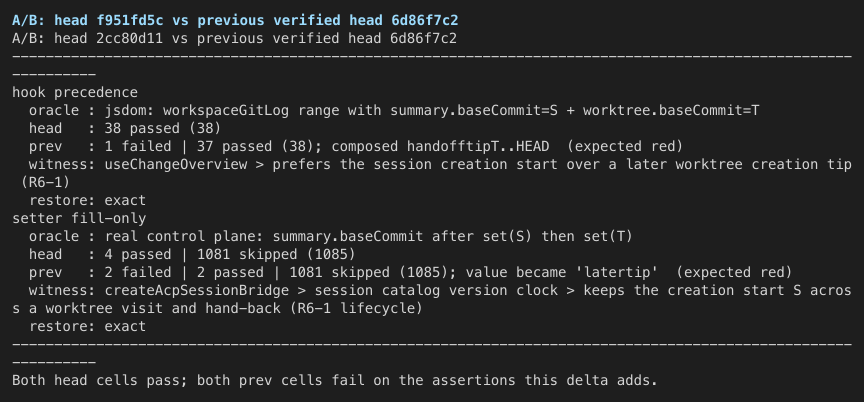 A/B: head f951fd5c vs previous verified head 6d86f7c2
A/B: head 2cc80d11 vs previous verified head 6d86f7c2
----------------------------------------------------------------------------------------------------
----------
hook precedence
  oracle : jsdom: workspaceGitLog range with summary.baseCommit=S + worktree.baseCommit=T
  head   : 38 passed (38)
  prev   : 1 failed | 37 passed (38); composed handofftipT..HEAD  (expected red)
  witness: useChangeOverview > prefers the session creation start over a later worktree creation tip
 (R6-1)
  restore: exact
setter fill-only
  oracle : real control plane: summary.baseCommit after set(S) then set(T)
  head   : 4 passed | 1081 skipped (1085)
  prev   : 2 failed | 2 passed | 1081 skipped (1085); value became 'latertip'  (expected red)
  witness: createAcpSessionBridge > session catalog version clock > keeps the creation start S acros
s a worktree visit and hand-back (R6-1 lifecycle)
  restore: exact
----------------------------------------------------------------------------------------------------
----------
Both head cells pass; both prev cells fail on the assertions this delta adds.